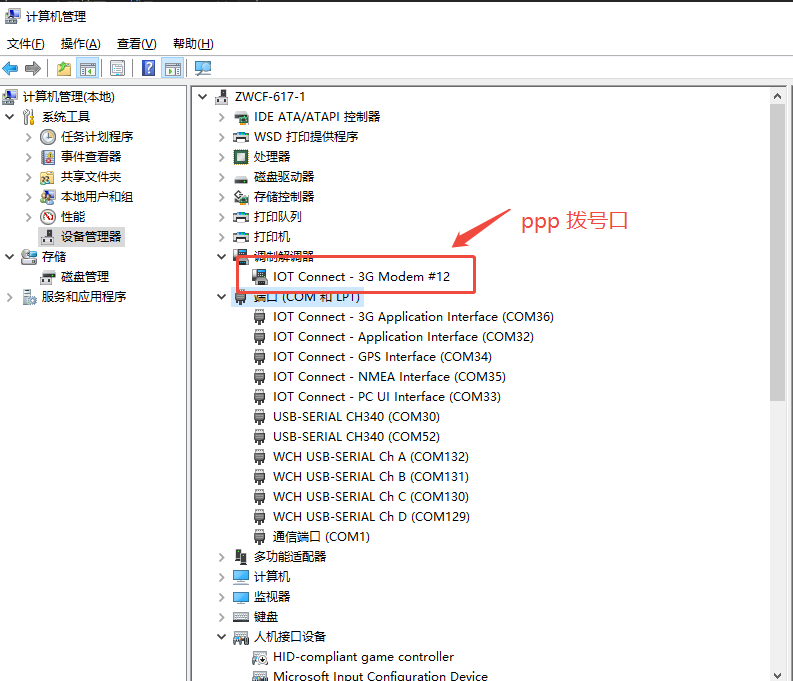 计算机管理
文件(F) 操作(A) 查看(V) 帮助(H)
计算机管理(本地)
系统工具
任务计划程序
事件查看器
共享文件夹
本地用户和组
性能
设备管理器
存储
磁盘管理
服务和应用程序
ZWCF-617-1
IDE ATA/ATAPI 控制器
WSD 打印提供程序
处理器
磁盘驱动器
存储控制器
打印队列
打印机
调制解调器
IOT Connect - 3G Modem #12
端口 (COM 和 LPT)
IOT Connect - 3G Application Interface (COM36)
IOT Connect - Application Interface (COM32)
IOT Connect - GPS Interface (COM34)
IOT Connect - NMEA Interface (COM35)
IOT Connect - PC UI Interface (COM33)
USB-SERIAL CH340 (COM30)
USB-SERIAL CH340 (COM52)
WCH USB-SERIAL Ch A (COM132)
WCH USB-SERIAL Ch B (COM131)
WCH USB-SERIAL Ch C (COM130)
WCH USB-SERIAL Ch D (COM129)
通信端口 (COM1)
多功能适配器
计算机
监视器
键盘
人机接口设备
HID-compliant game controller
Microsoft Input Configuration Device
ppp 拨号口